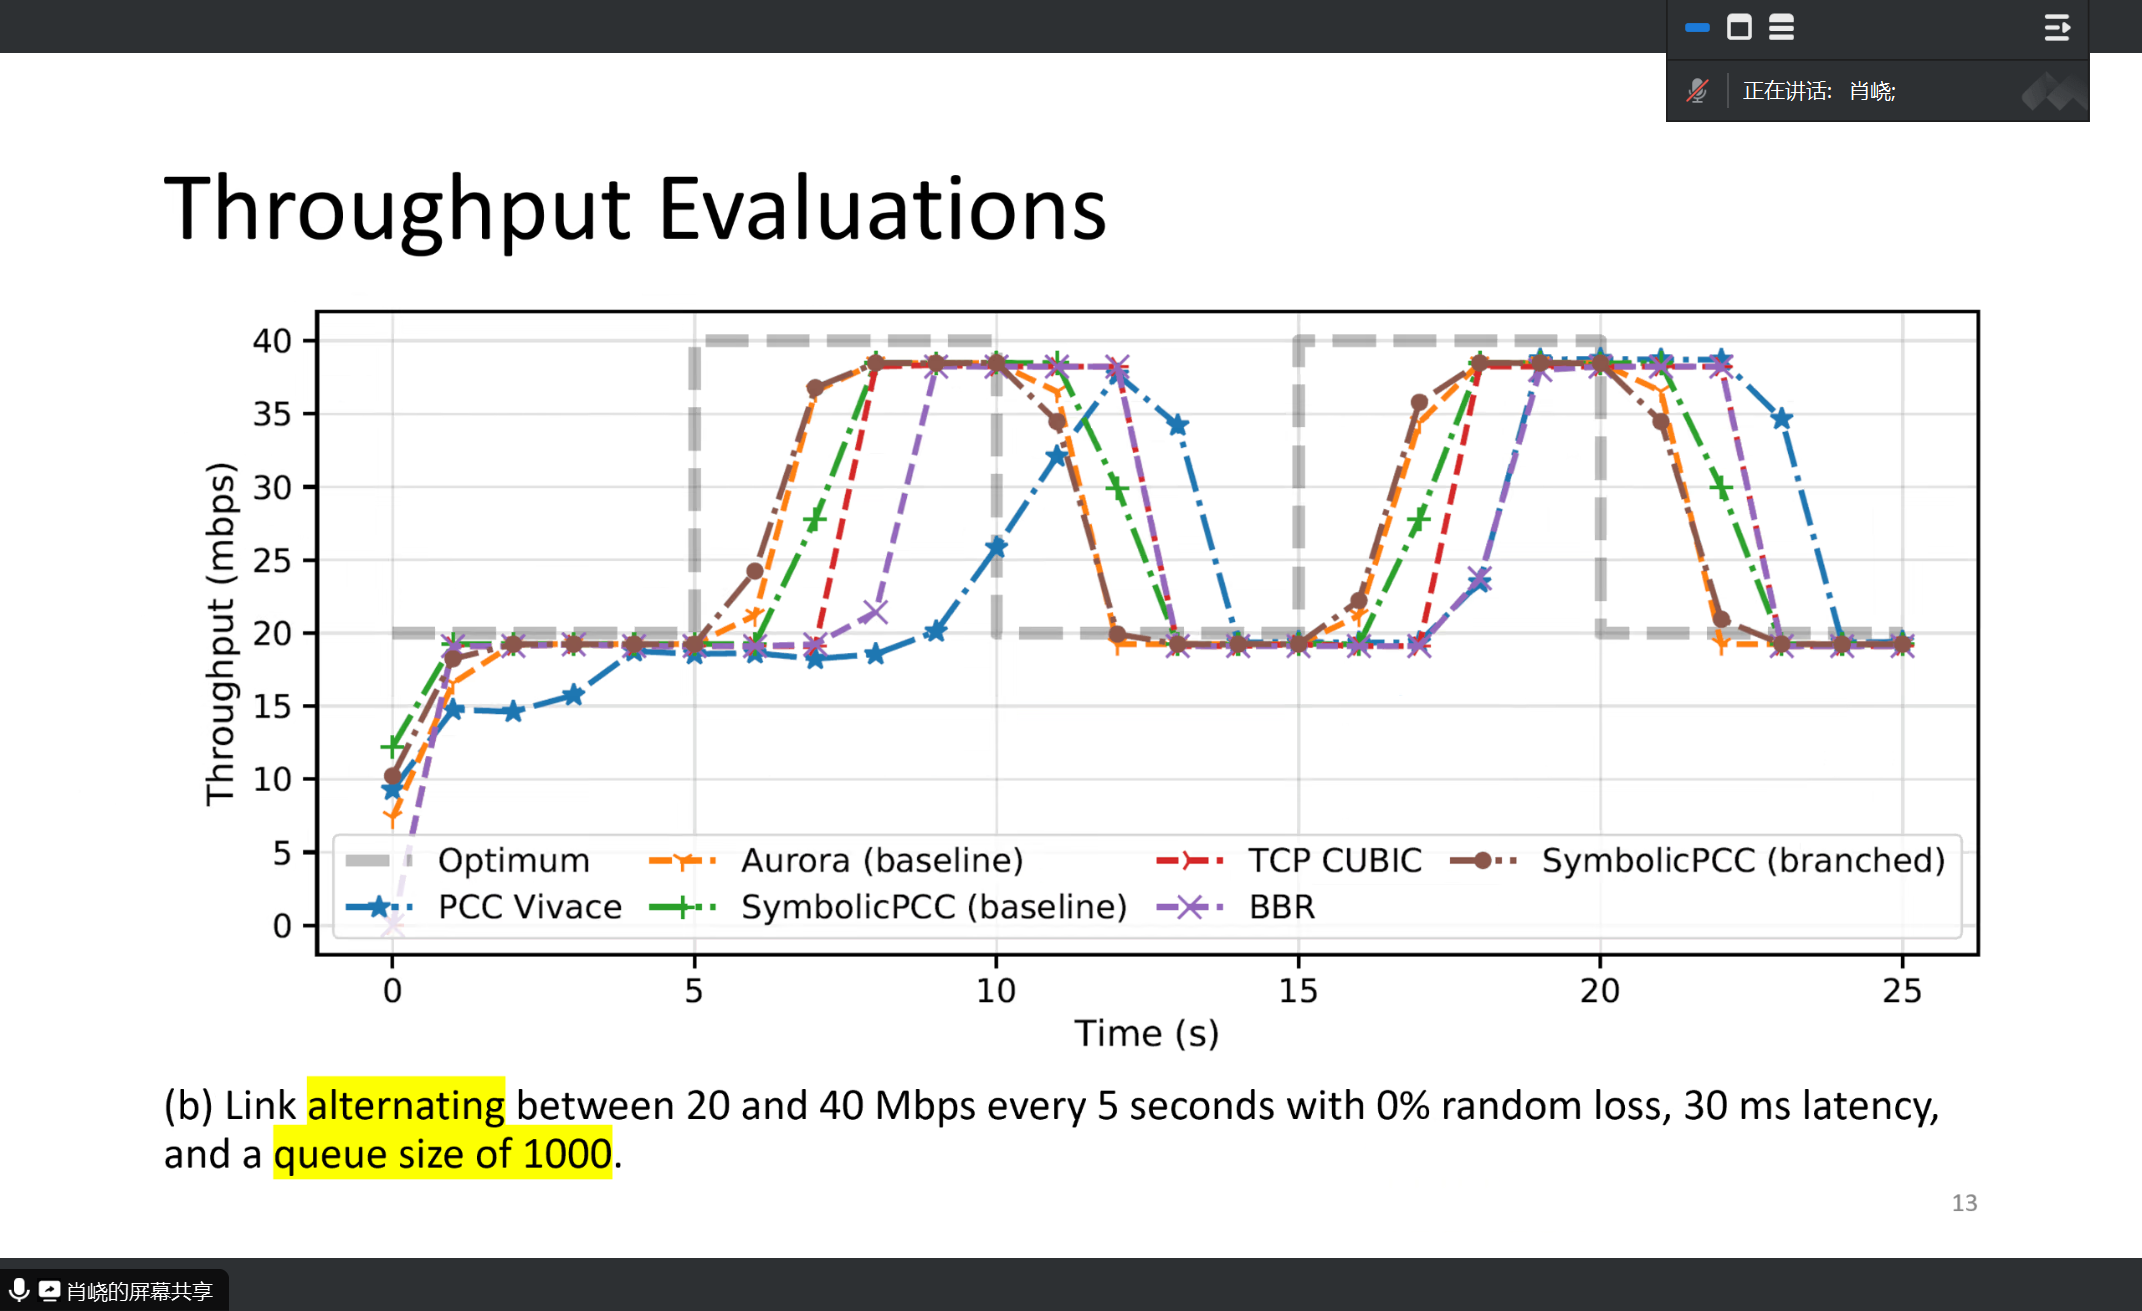 正在讲话: 肖峣;
Throughput Evaluations
40
35
30
25
20
15
10
5
0
Throughput (mbps)
Optimum
Aurora (baseline)
TCP CUBIC
SymbolicPCC (branched)
PCC Vivace
SymbolicPCC (baseline)
BBR
0 5 10 15 20 25
Time (s)
(b) Link alternating between 20 and 40 Mbps every 5 seconds with 0% random loss, 30 ms latency,
and a queue size of 1000.
13
肖峣的屏幕共享